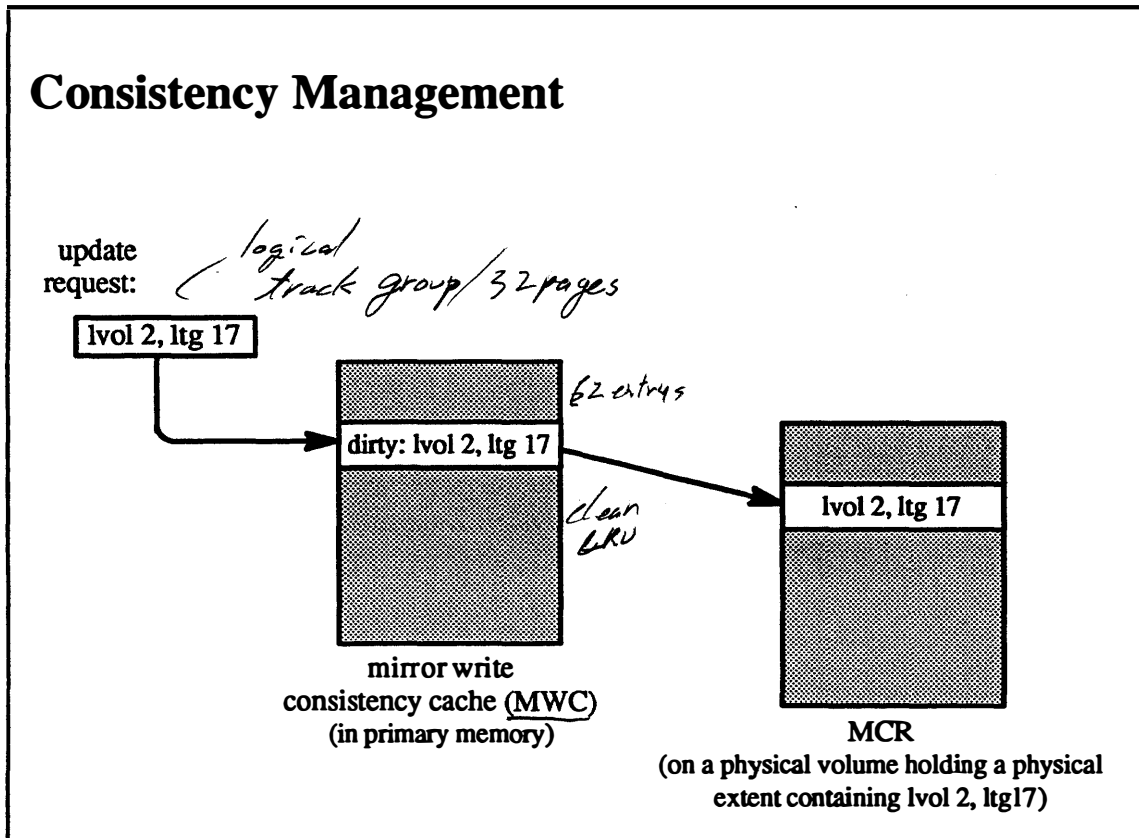 Consistency Management
update
request:
logical
track group/32pages
lvol 2, ltg 17
62 entrys
dirty: lvol 2, ltg 17
clean
LRU
lvol 2, ltg 17
mirror write
consistency cache (MWC)
(in primary memory)
MCR
(on a physical volume holding a physical
extent containing lvol 2, ltg17)